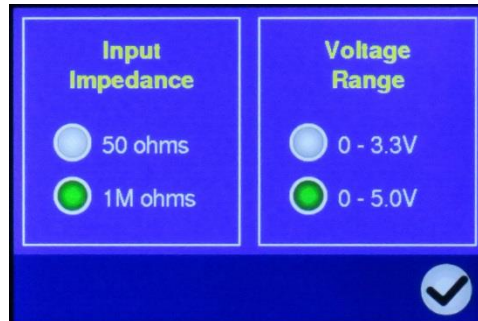 Input
Impedance
50 ohms
1M ohms
Voltage
Range
0 - 3.3V
0 - 5.0V